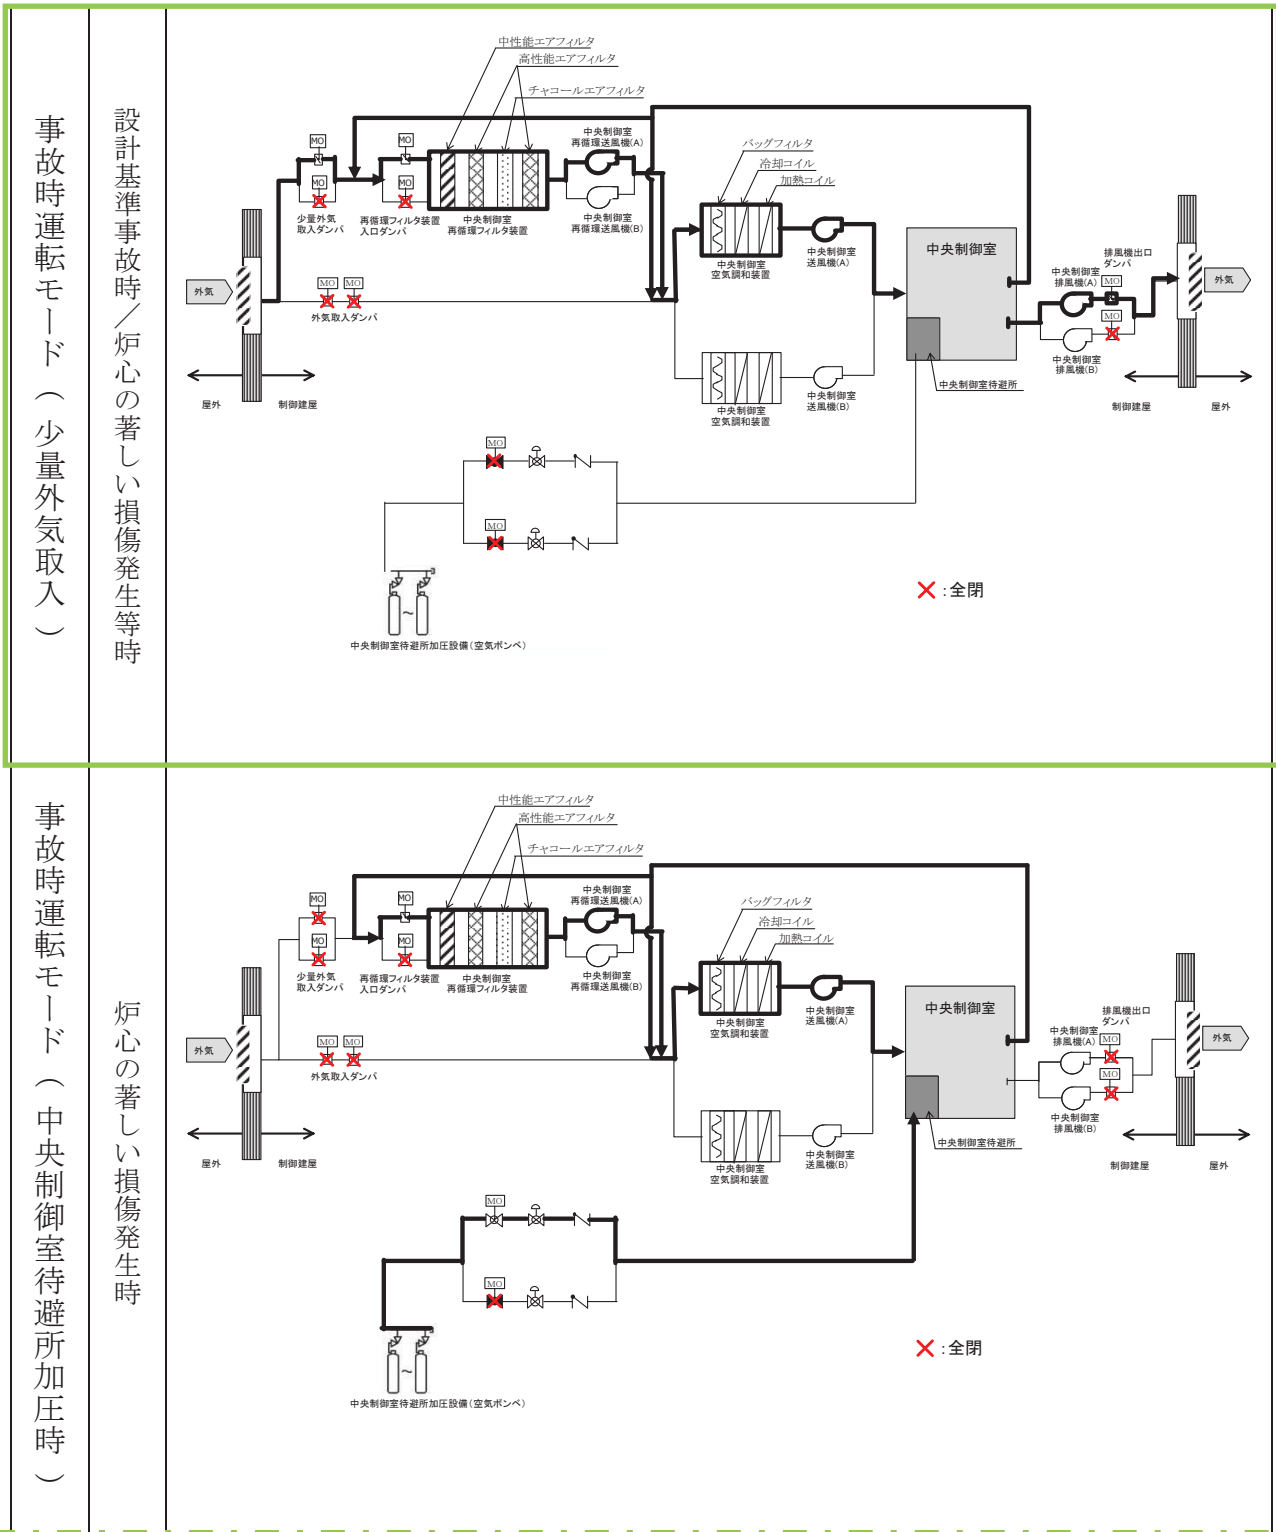 事故時運転モード（少量外気取入）
設計基準事故時／炉心の著しい損傷発生等時
中性能エアフィルタ
高性能エアフィルタ
チャコールエアフィルタ
MO
MO
MO
MO
少量外気
取入ダンパ
再循環フィルタ装置
入口ダンパ
中央制御室
再循環フィルタ装置
中央制御室
再循環送風機(A)
中央制御室
再循環送風機(B)
バッグフィルタ
冷却コイル
加熱コイル
中央制御室
空気調和装置
中央制御室
送風機(A)
中央制御室
排風機出口
ダンパ
中央制御室
排風機(A)
MO
MO
中央制御室
排風機(B)
外気
外気
MO
MO
外気取入ダンパ
屋外
制御建屋
中央制御室
空気調和装置
中央制御室
送風機(B)
中央制御室待避所
制御建屋
屋外
MO
MO
中央制御室待避所加圧設備(空気ボンベ)
~
:全閉
事故時運転モード（中央制御室待避所加圧時）
炉心の著しい損傷発生時
中性能エアフィルタ
高性能エアフィルタ
チャコールエアフィルタ
MO
MO
MO
MO
少量外気
取入ダンパ
再循環フィルタ装置
入口ダンパ
中央制御室
再循環フィルタ装置
中央制御室
再循環送風機(A)
中央制御室
再循環送風機(B)
バッグフィルタ
冷却コイル
加熱コイル
中央制御室
空気調和装置
中央制御室
送風機(A)
中央制御室
排風機出口
ダンパ
中央制御室
排風機(A)
MO
MO
中央制御室
排風機(B)
外気
外気
MO
MO
外気取入ダンパ
屋外
制御建屋
中央制御室
空気調和装置
中央制御室
送風機(B)
中央制御室待避所
制御建屋
屋外
MO
MO
~
中央制御室待避所加圧設備(空気ボンベ)
:全閉